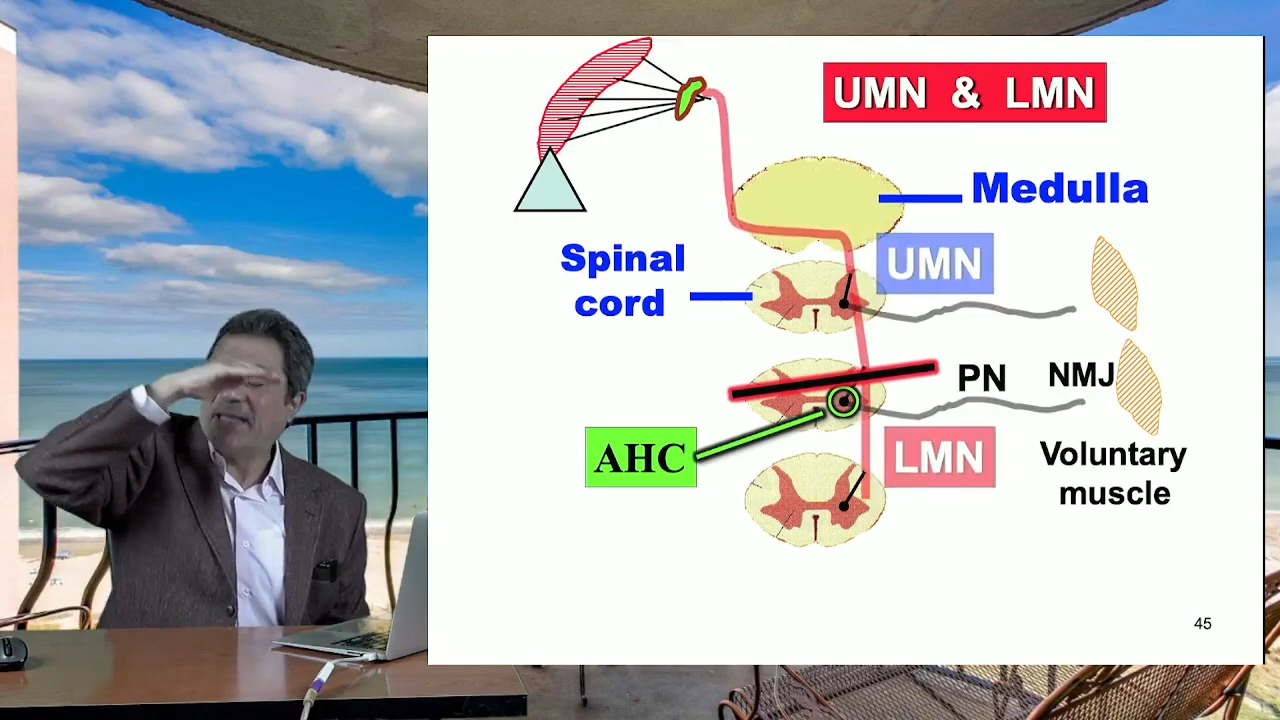 UMN & LMN
Medulla
Spinal
cord
UMN
PN
NMJ
AHC
LMN
Voluntary
muscle
45